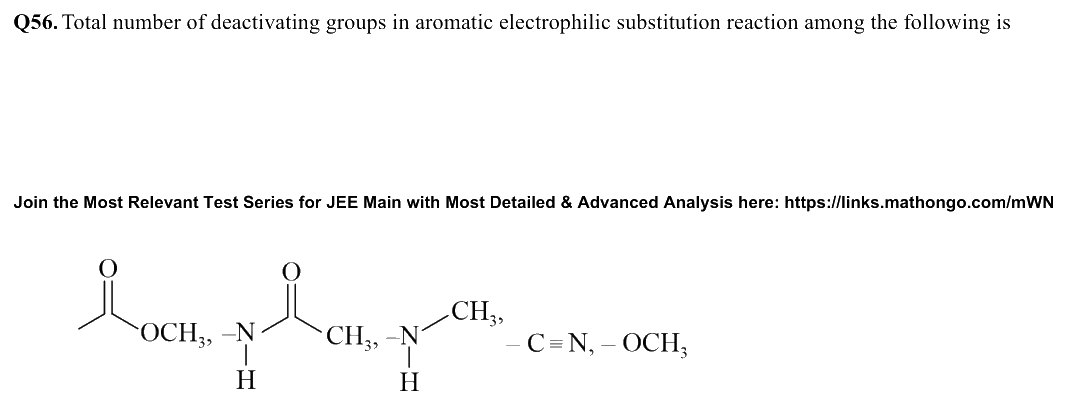 Q56. Total number of deactivating groups in aromatic electrophilic substitution reaction among the following is
Join the Most Relevant Test Series for JEE Main with Most Detailed & Advanced Analysis here: https://links.mathongo.com/mWN
O O
CH₃,
OCH₃, –N CH₃, –N – C≡N, – OCH₃
H H